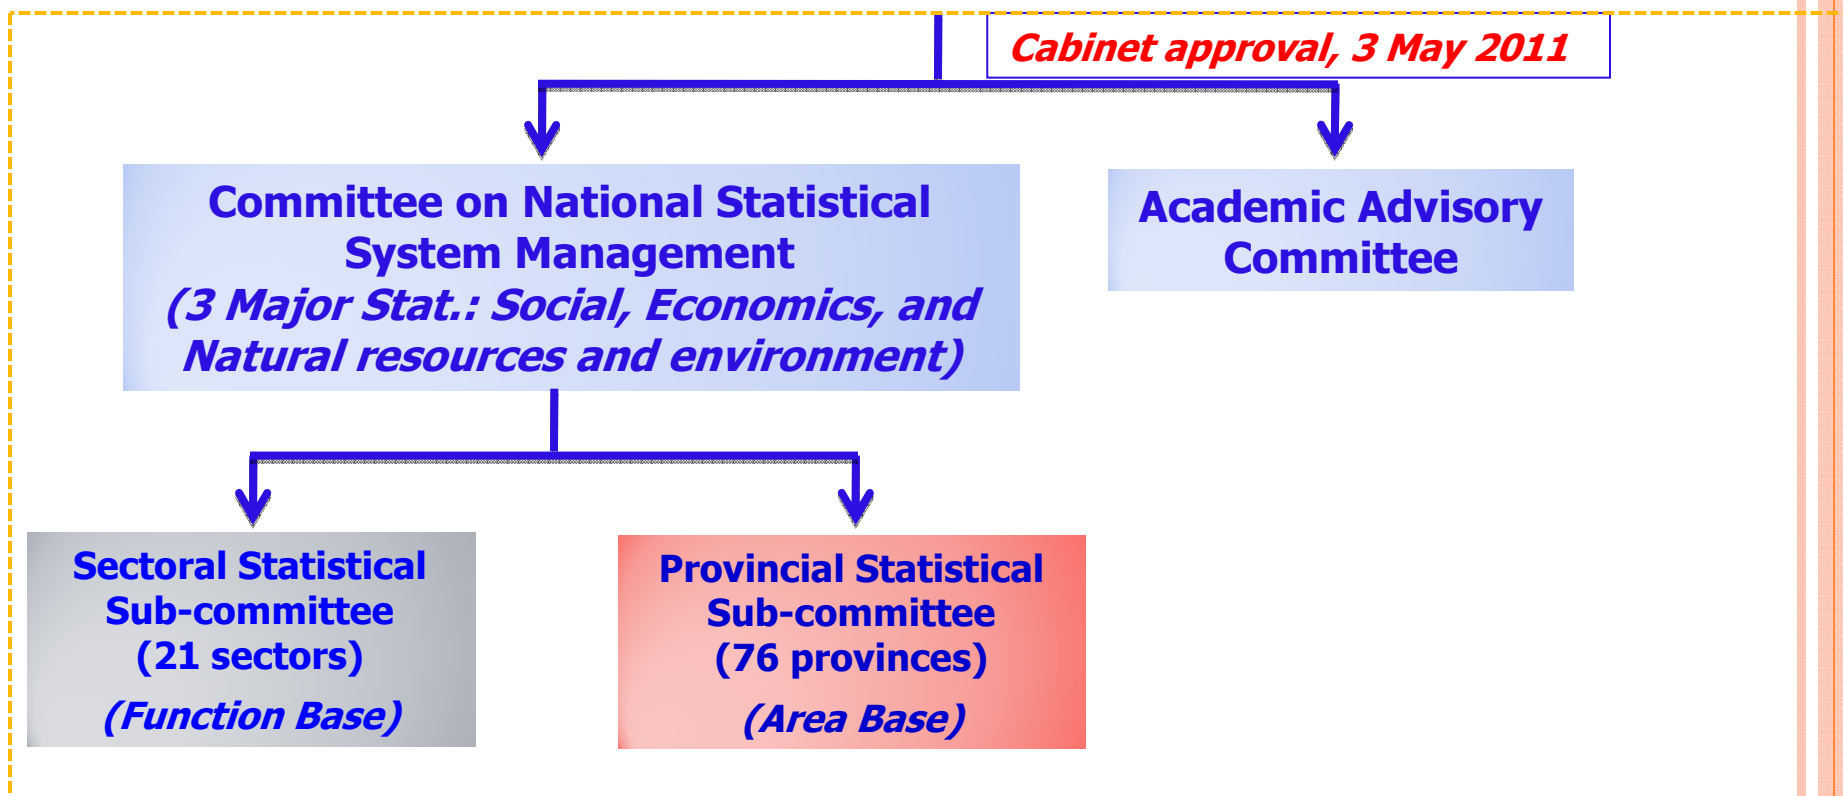 Cabinet approval, 3 May 2011
Committee on National Statistical
System Management
(3 Major Stat.: Social, Economics, and
Natural resources and environment)
Academic Advisory
Committee
Sectoral Statistical
Sub-committee
(21 sectors)
(Function Base)
Provincial Statistical
Sub-committee
(76 provinces)
(Area Base)